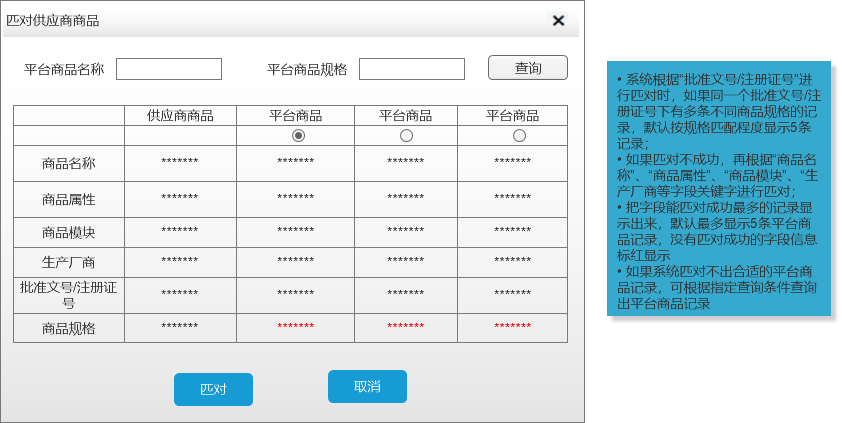 匹对供应商商品
平台商品名称 平台商品规格 查询
供应商商品 平台商品 平台商品 平台商品
商品名称 ******* ******* ******* *******
商品属性 ******* ******* ******* *******
商品模块 ******* ******* ******* *******
生产厂商 ******* ******* ******* *******
批准文号/注册证
号 ******* ******* ******* *******
商品规格 ******* ******* ******* *******
匹对 取消
• 系统根据“批准文号/注册证号”进
行匹对时，如果同一个批准文号/注
册证号下有多条不同商品规格的记
录，默认按规格匹配程度显示5条
记录；
• 如果匹对不成功，再根据“商品名
称”、“商品属性”、“商品模块”、“生
产厂商等字段关键字进行匹对；
• 把字段能匹对成功最多的记录显
示出来，默认最多显示5条平台商
品记录，没有匹对成功的字段信息
标红显示
• 如果系统匹对不出合适的平台商
品记录，可根据指定查询条件查询
出平台商品记录